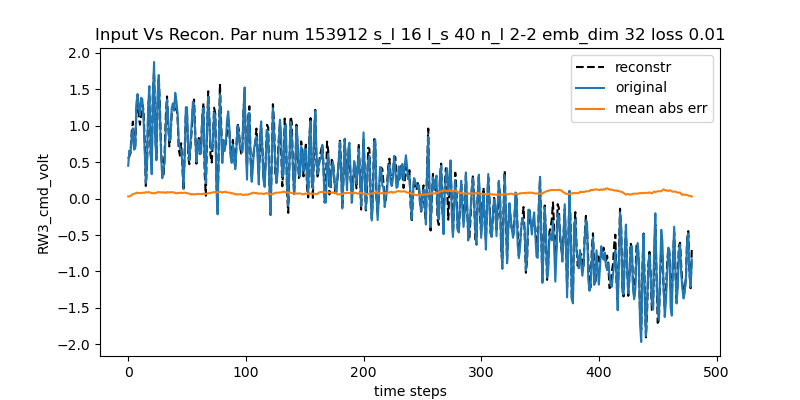 Input Vs Recon. Par num 153912 s_l 16 l_s 40 n_l 2-2 emb_dim 32 loss 0.01
reconstr
original
mean abs err
2.0
1.5
1.0
0.5
0.0
−0.5
−1.0
−1.5
−2.0
RW3_cmd_volt
0 100 200 300 400 500
time steps